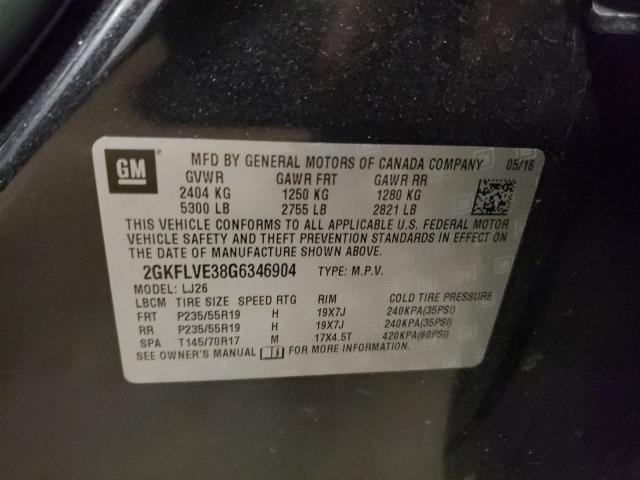 GM ® MFD BY GENERAL MOTORS OF CANADA COMPANY 05/16
GVWR GAWR FRT GAWR RR
2404 KG 1250 KG 1280 KG
5300 LB 2755 LB 2821 LB
THIS VEHICLE CONFORMS TO ALL APPLICABLE U.S. FEDERAL MOTOR
VEHICLE SAFETY AND THEFT PREVENTION STANDARDS IN EFFECT ON
THE DATE OF MANUFACTURE SHOWN ABOVE.
2GKFLVE38G6346904 TYPE: M.P.V.
MODEL: LJ26
LBCM TIRE SIZE SPEED RTG RIM COLD TIRE PRESSURE
FRT P235/55R19 H 19X7J 240KPA(35PSI)
RR P235/55R19 H 19X7J 240KPA(35PSI)
SPA T145/70R17 M 17X4.5T 420KPA(60PSI)
SEE OWNER'S MANUAL FOR MORE INFORMATION.